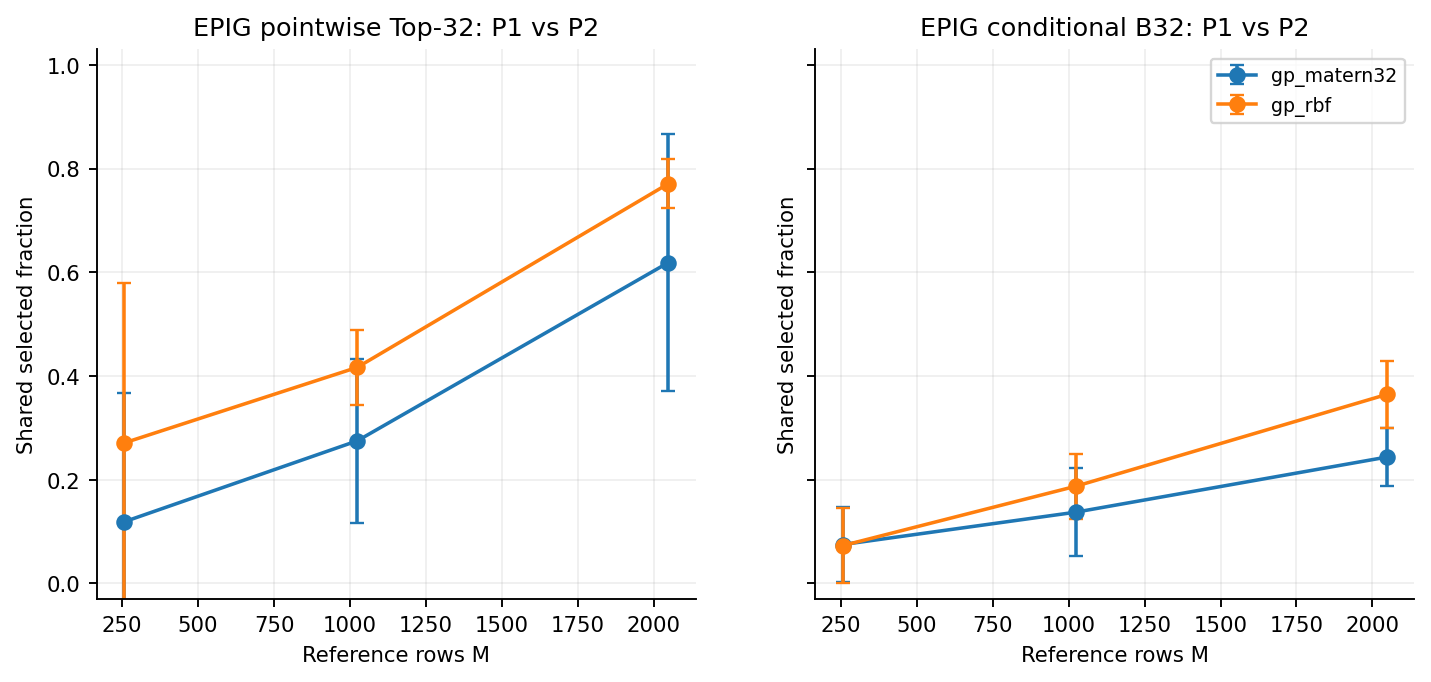 EPIG pointwise Top-32: P1 vs P2
Shared selected fraction
1.0
0.8
0.6
0.4
0.2
0.0
250 500 750 1000 1250 1500 1750 2000
Reference rows M
EPIG conditional B32: P1 vs P2
gp_matern32
gp_rbf
Shared selected fraction
250 500 750 1000 1250 1500 1750 2000
Reference rows M